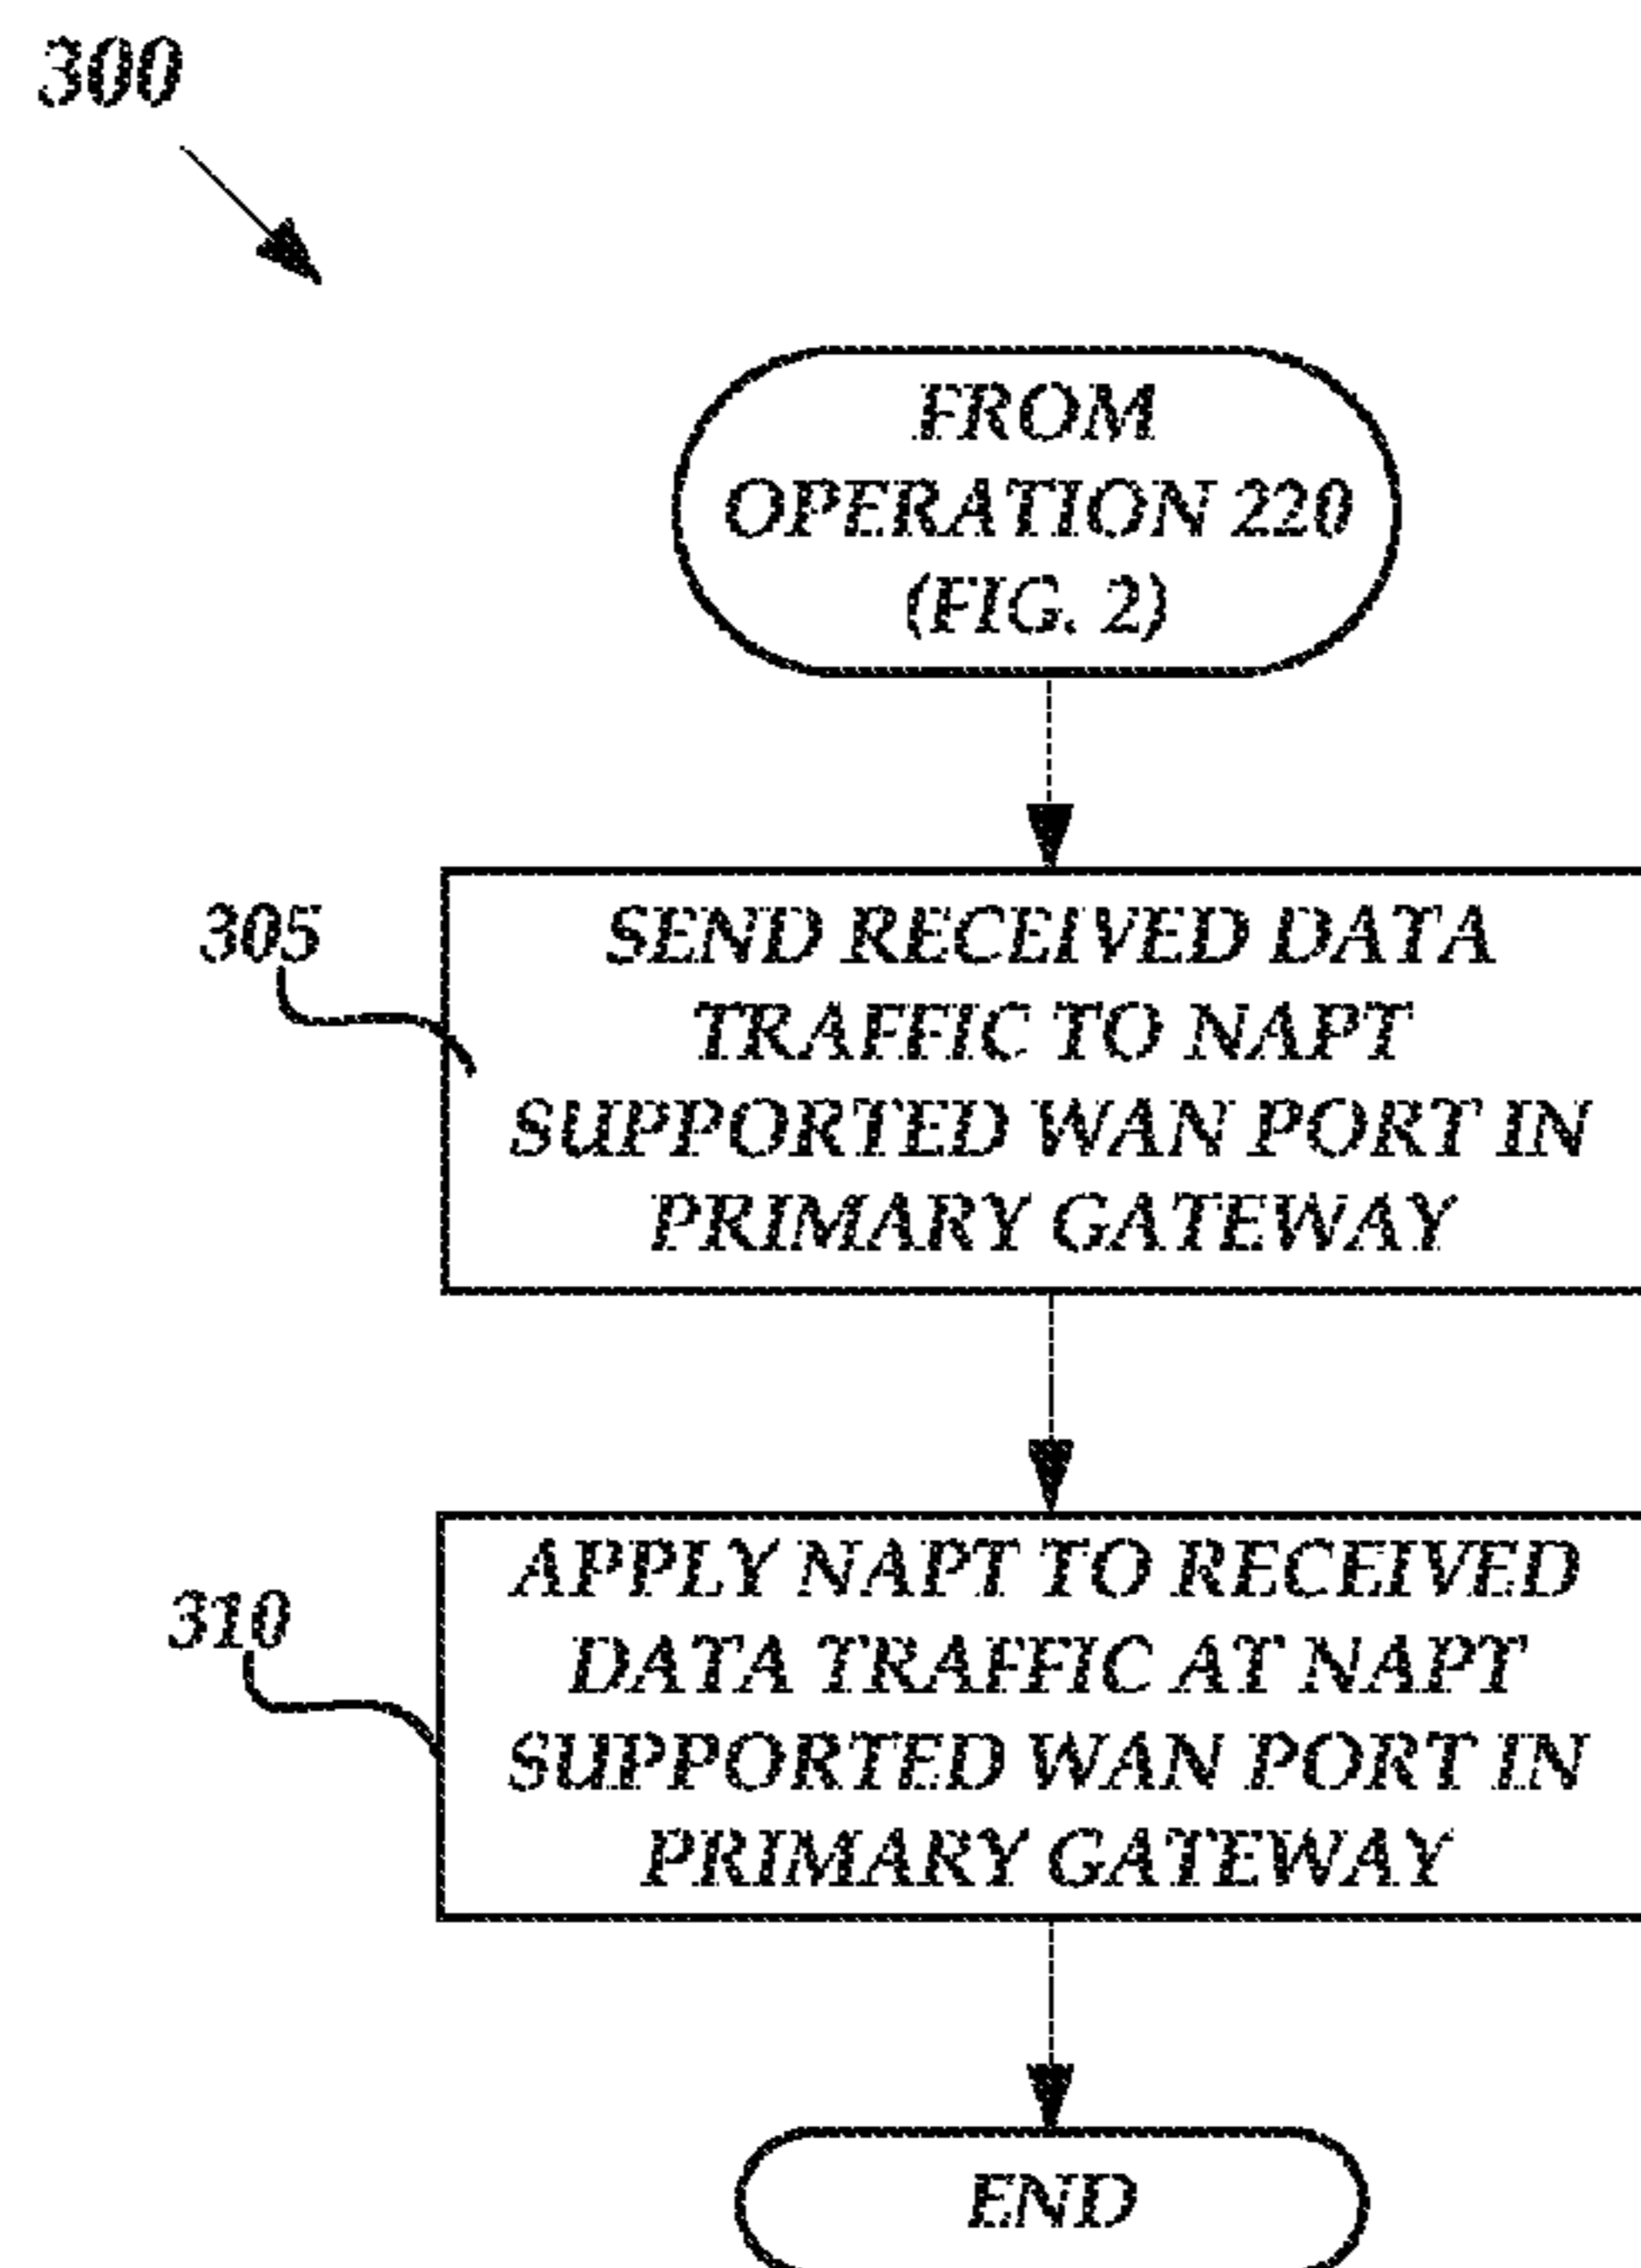 300
FROM
OPERATION 220
(FIG. 2)
305
SEND RECEIVED DATA
TRAFFIC TO NAPT
SUPPORTED WAN PORT IN
PRIMARY GATEWAY
310
APPLY NAPT TO RECEIVED
DATA TRAFFIC AT NAPT
SUPPORTED WAN PORT IN
PRIMARY GATEWAY
END